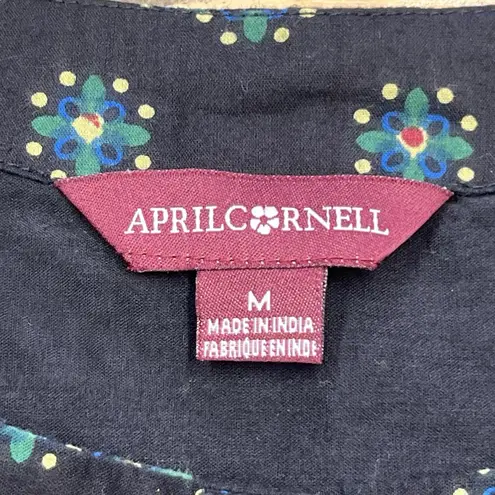 APRILCORNELL
M
MADE IN INDIA
FABRIQUE EN INDE